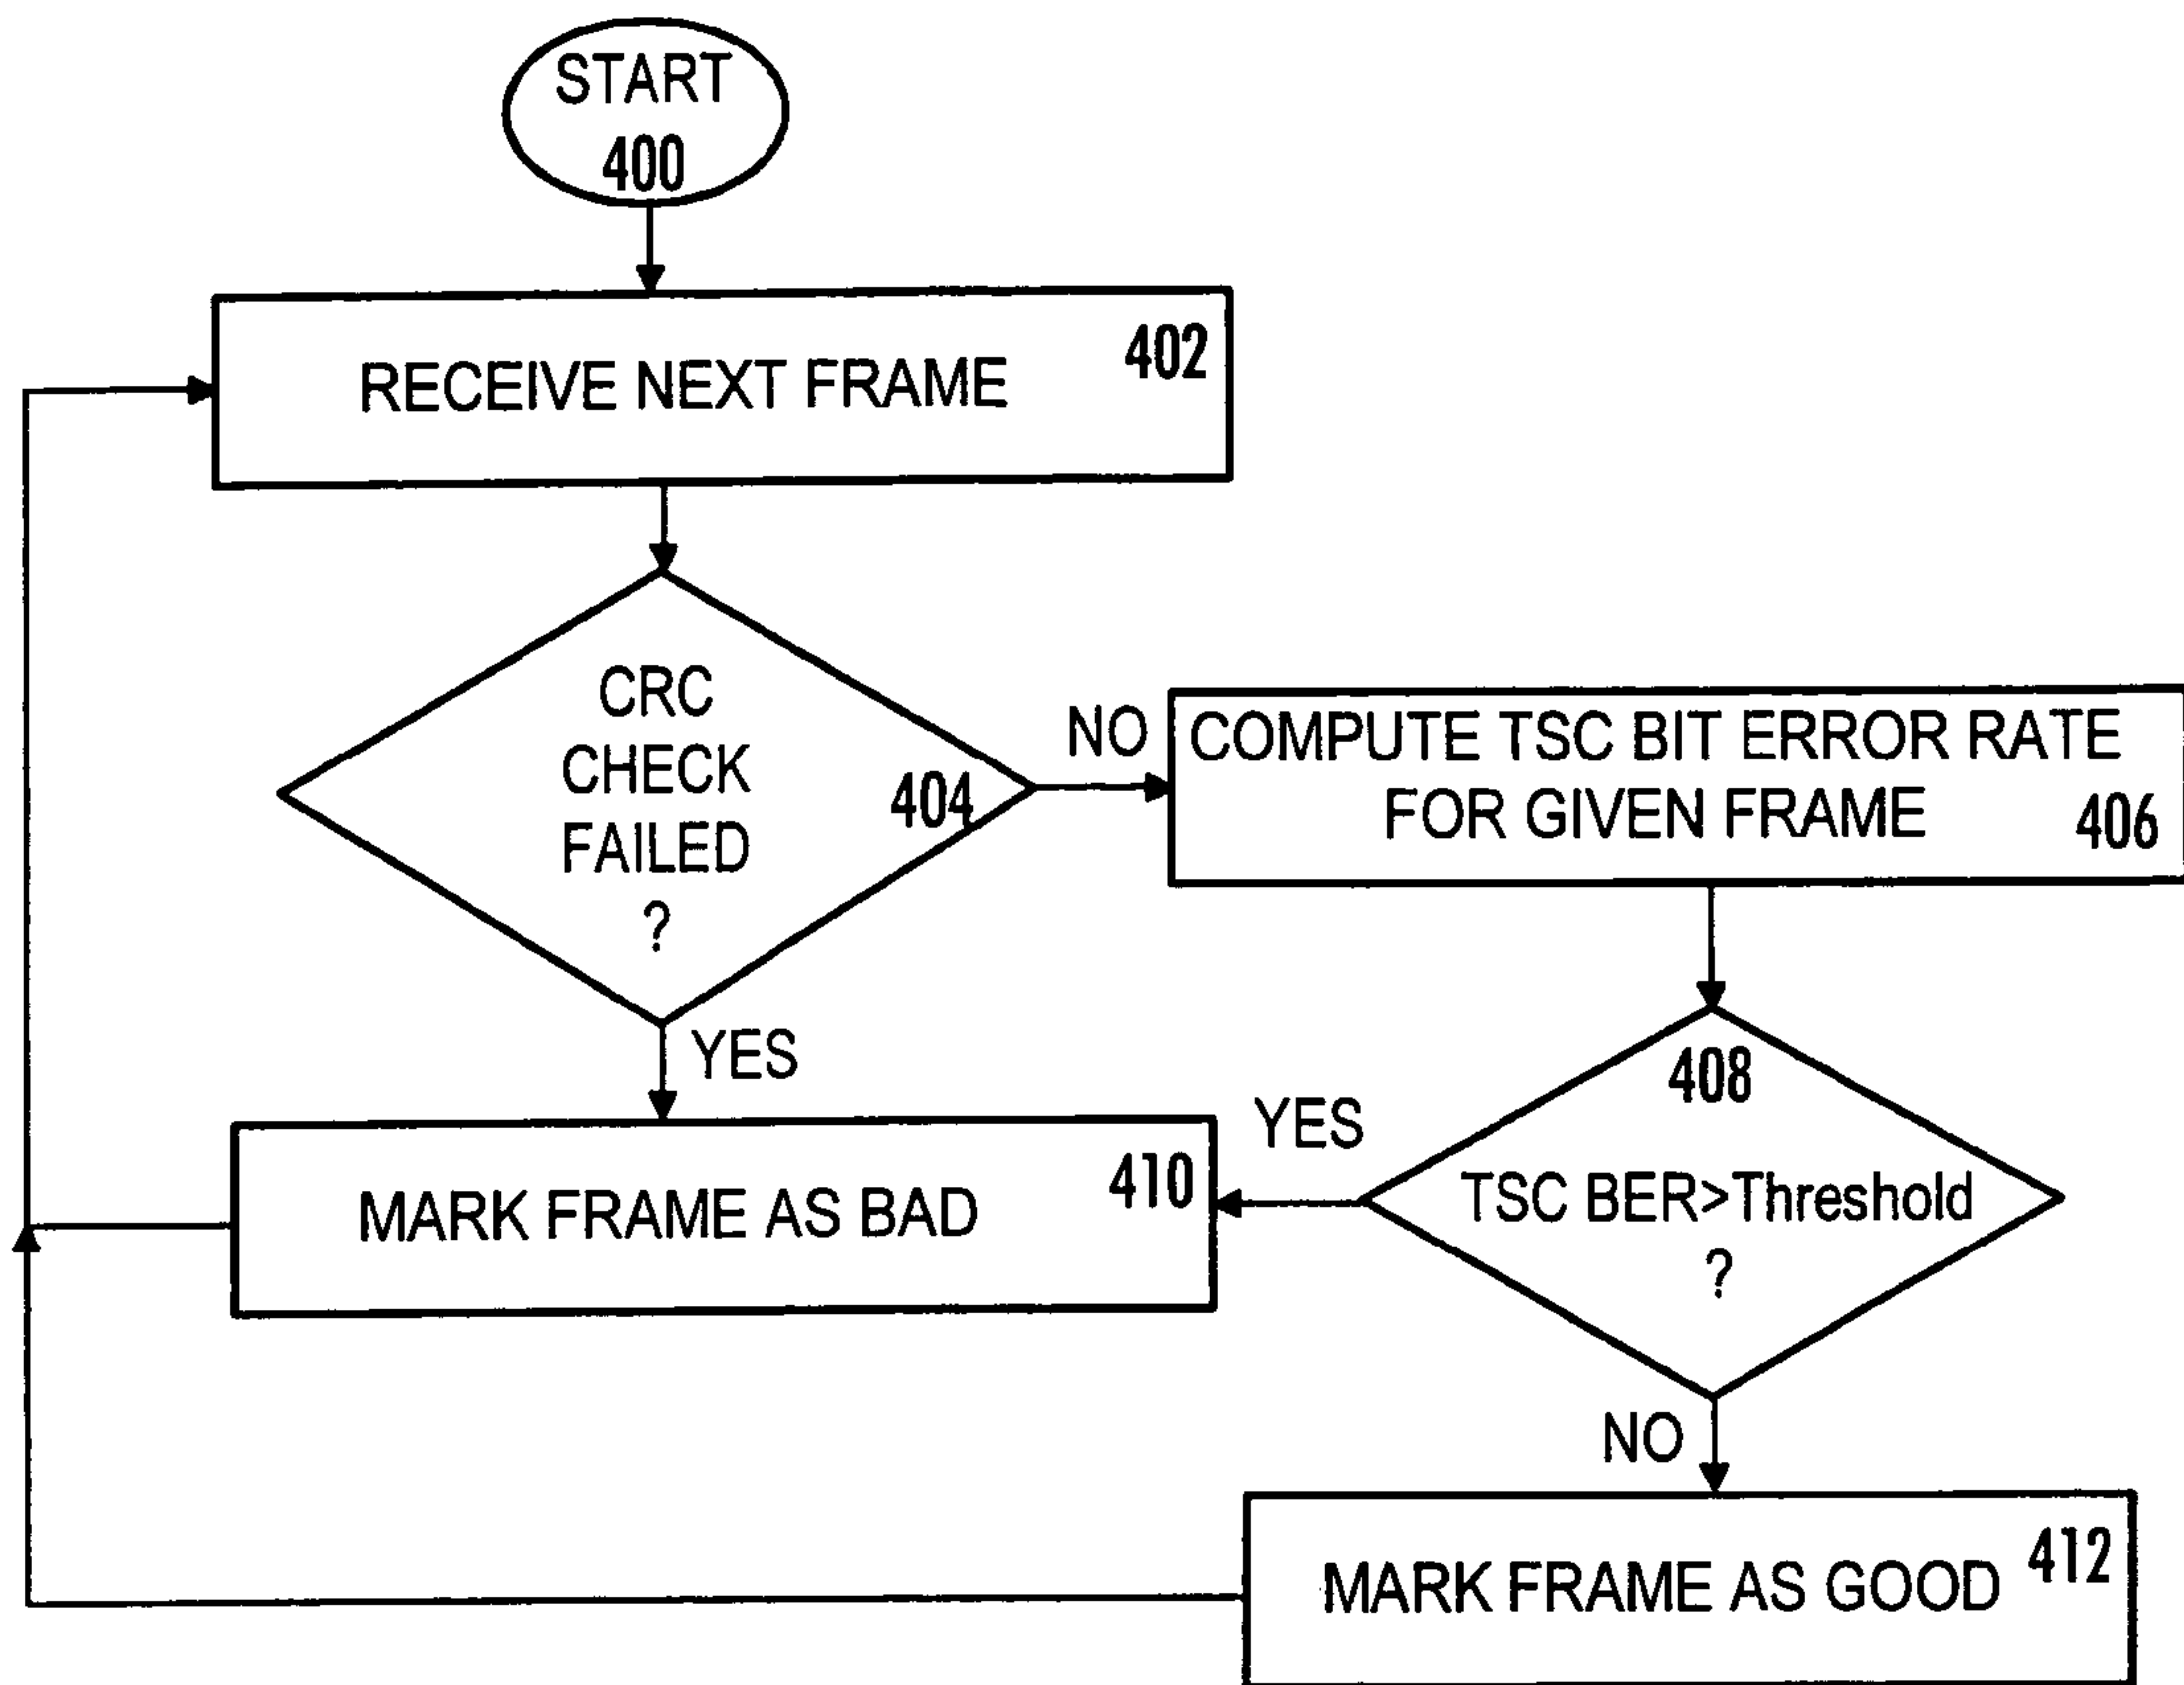 START
400
402
RECEIVE NEXT FRAME
CRC
CHECK
404
FAILED
?
NO
COMPUTE TSC BIT ERROR RATE
FOR GIVEN FRAME
406
YES
408
YES
TSC BER>Threshold
?
410
MARK FRAME AS BAD
NO
412
MARK FRAME AS GOOD